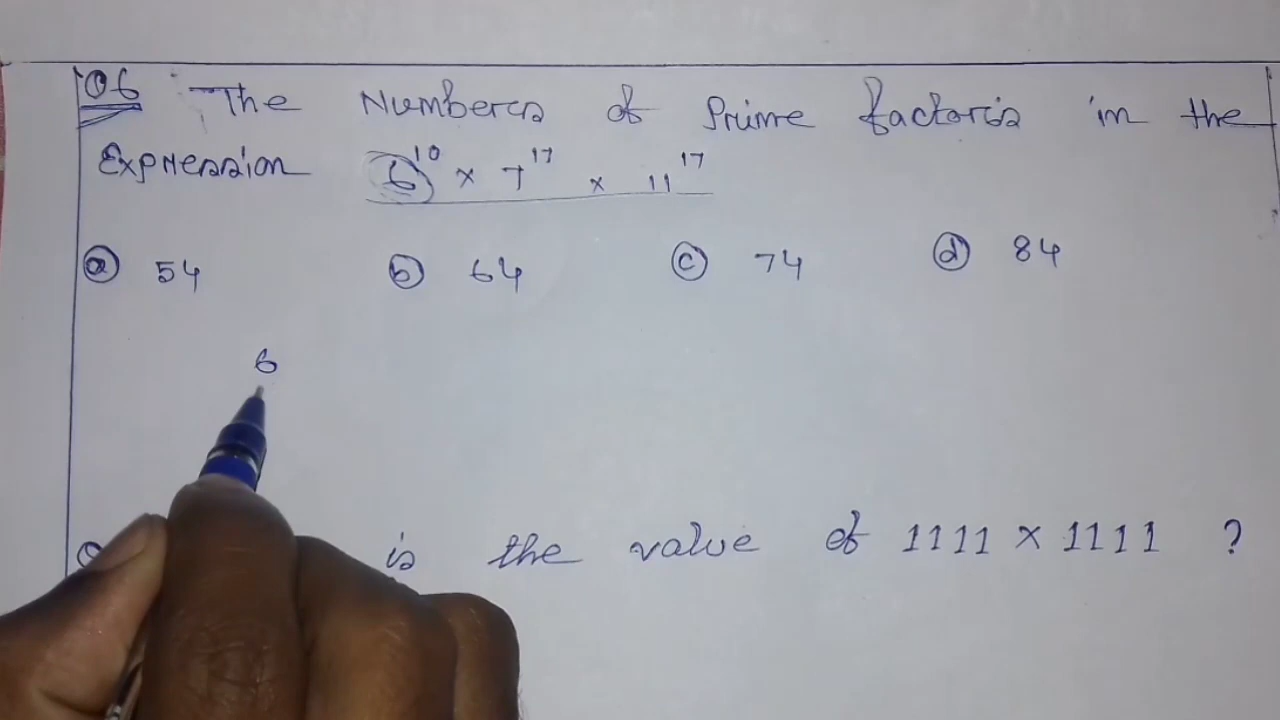 Q6 The Numbers of Prime factors in the
Expression 6^10 × 7^17 × 11^17
(a) 54 (b) 64 (c) 74 (d) 84
6
is the value of 1111 × 1111 ?